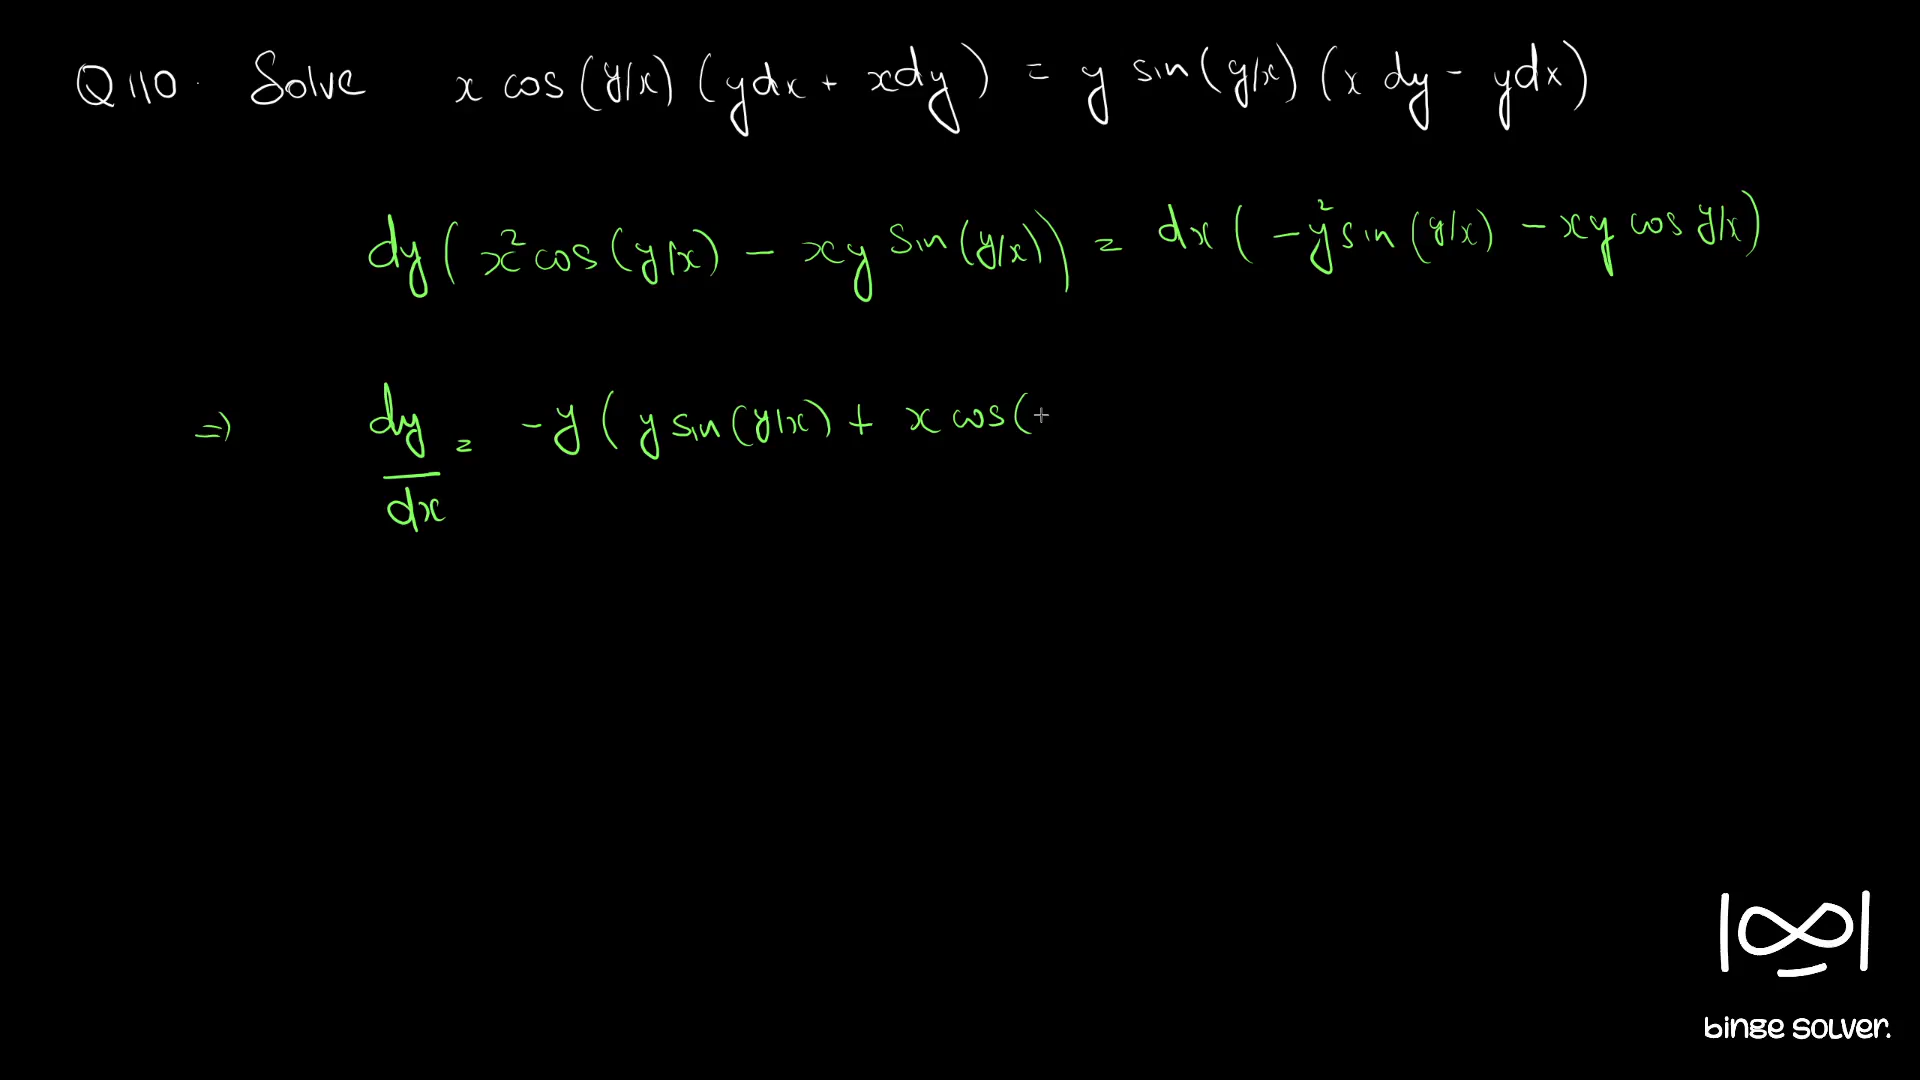 Q110. Solve x cos(y/x) (ydx + xdy) = y sin(y/x) (x dy - ydx)
dy( x² cos(y/x) - xy sin(y/x)) = dx( -y² sin(y/x) - xy cos y/x)
=) dy/dx = -y( y sin(y/x) + x cos(
binge solver.